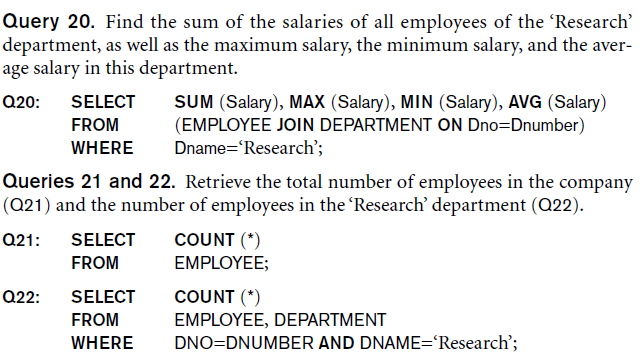 Query 20. Find the sum of the salaries of all employees of the ‘Research’
department, as well as the maximum salary, the minimum salary, and the aver-
age salary in this department.
Q20: SELECT SUM (Salary), MAX (Salary), MIN (Salary), AVG (Salary)
FROM (EMPLOYEE JOIN DEPARTMENT ON Dno=Dnumber)
WHERE Dname=‘Research’;
Queries 21 and 22. Retrieve the total number of employees in the company
(Q21) and the number of employees in the ‘Research’ department (Q22).
Q21: SELECT COUNT (*)
FROM EMPLOYEE;
Q22: SELECT COUNT (*)
FROM EMPLOYEE, DEPARTMENT
WHERE DNO=DNUMBER AND DNAME=‘Research’;